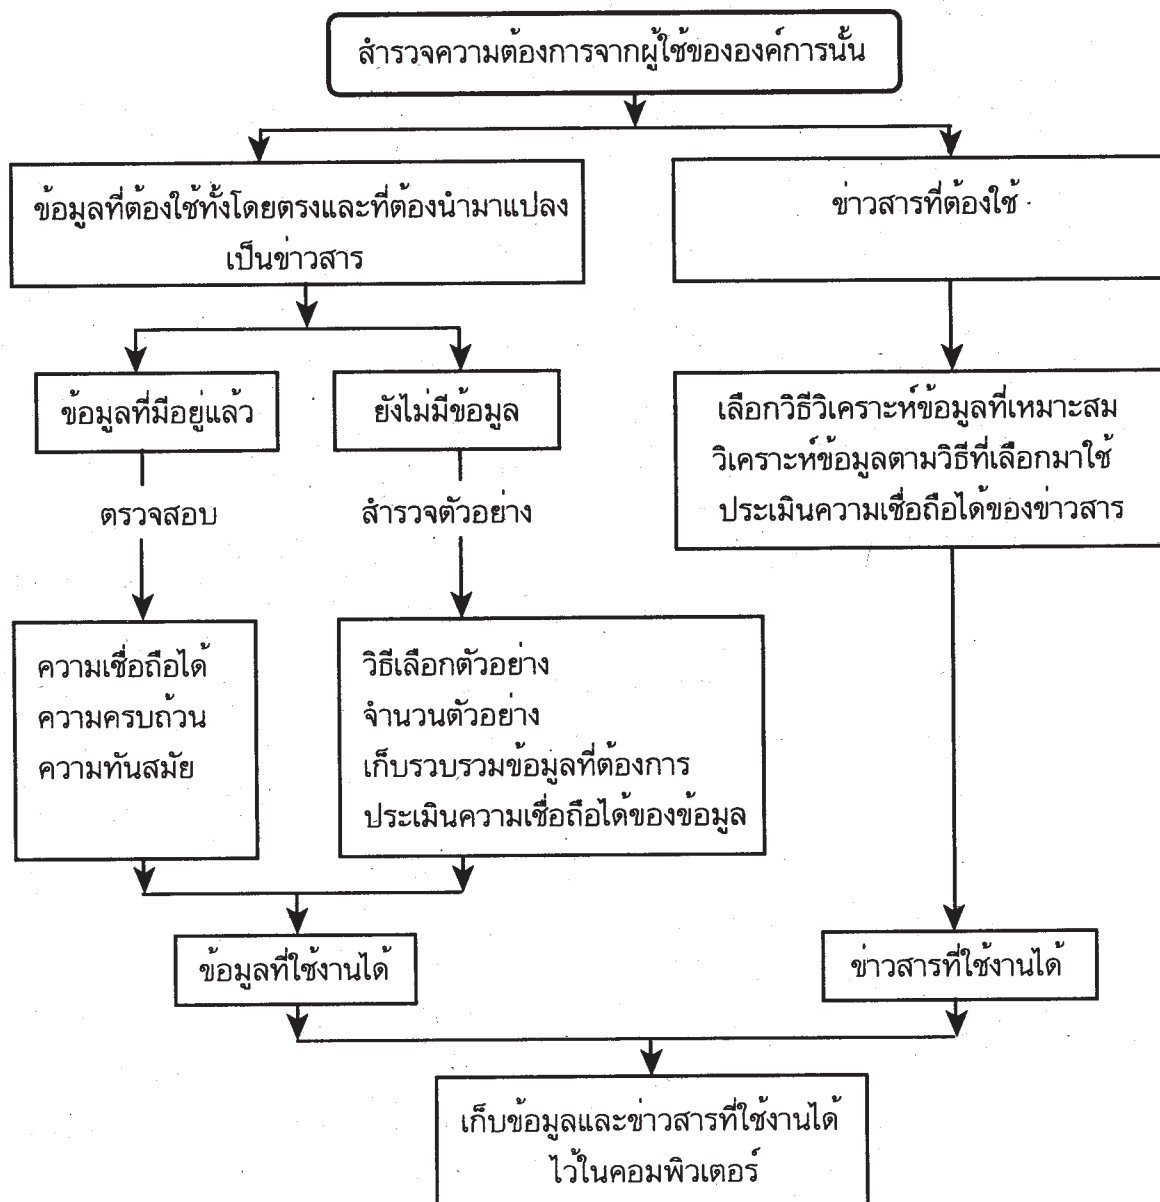 สำรวจความต้องการจากผู้ใช้ขององค์การนั้น
ข้อมูลที่ต้องใช้ทั้งโดยตรงและที่ต้องนำมาแปลง
เป็นข่าวสาร
ข่าวสารที่ต้องใช้
ข้อมูลที่มีอยู่แล้ว
ยังไม่มีข้อมูล
เลือกวิธีวิเคราะห์ข้อมูลที่เหมาะสม
วิเคราะห์ข้อมูลตามวิธีที่เลือกมาใช้
ประเมินความเชื่อถือได้ของข่าวสาร
ตรวจสอบ
สำรวจตัวอย่าง
ความเชื่อถือได้
ความครบถ้วน
ความทันสมัย
วิธีเลือกตัวอย่าง
จำนวนตัวอย่าง
เก็บรวบรวมข้อมูลที่ต้องการ
ประเมินความเชื่อถือได้ของข้อมูล
ข้อมูลที่ใช้งานได้
ข่าวสารที่ใช้งานได้
เก็บข้อมูลและข่าวสารที่ใช้งานได้
ไว้ในคอมพิวเตอร์